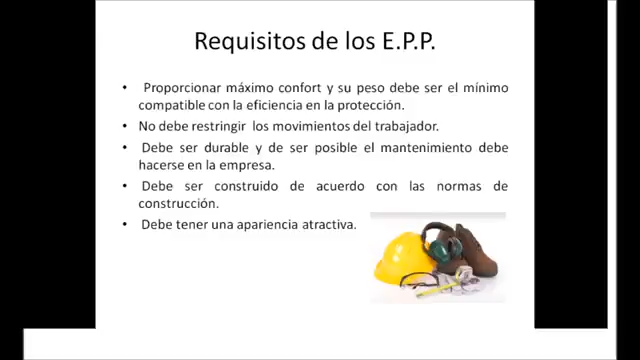 Requisitos de los E.P.P.
• Proporcionar máximo confort y su peso debe ser el mínimo
compatible con la eficiencia en la protección.
• No debe restringir los movimientos del trabajador.
• Debe ser durable y de ser posible el mantenimiento debe
hacerse en la empresa.
• Debe ser construido de acuerdo con las normas de
construcción.
• Debe tener una apariencia atractiva.